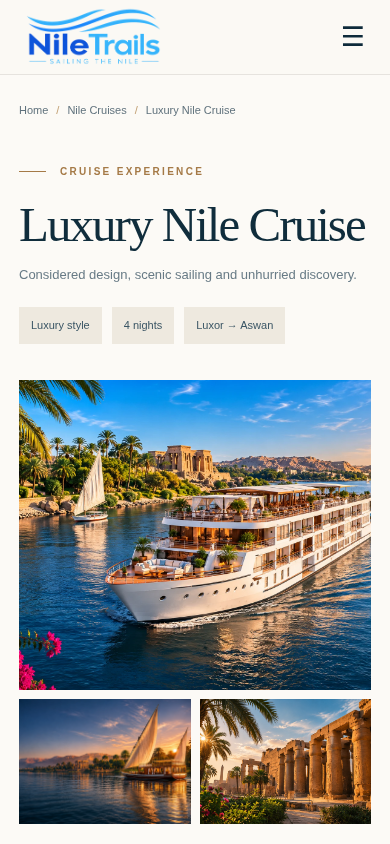 NileTrails
SAILING THE NILE
☰
Home / Nile Cruises / Luxury Nile Cruise
CRUISE EXPERIENCE
Luxury Nile Cruise
Considered design, scenic sailing and unhurried discovery.
Luxury style
4 nights
Luxor → Aswan